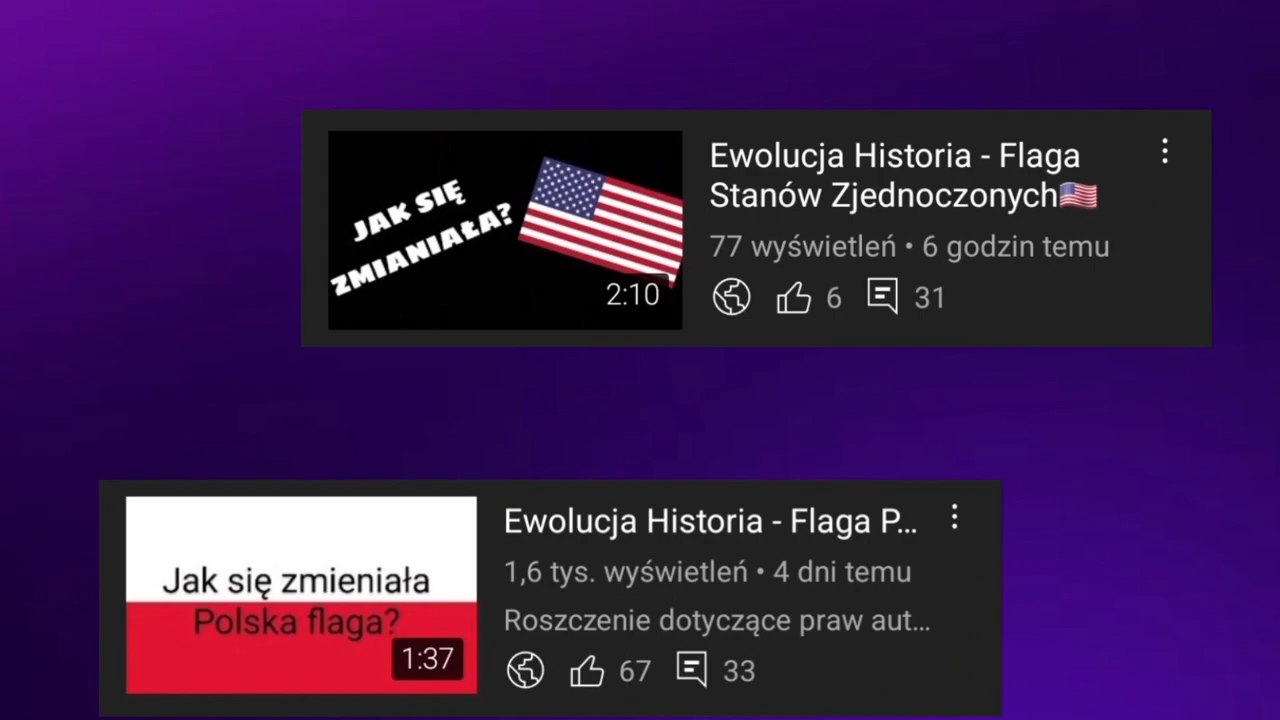 JAK SIĘ
ZMIANIAŁA?
2:10
Ewolucja Historia - Flaga
Stanów Zjednoczonych🇺🇸
77 wyświetleń • 6 godzin temu
6 31
Jak się zmieniała
Polska flaga?
1:37
Ewolucja Historia - Flaga P...
1,6 tys. wyświetleń • 4 dni temu
Roszczenie dotyczące praw aut...
67 33